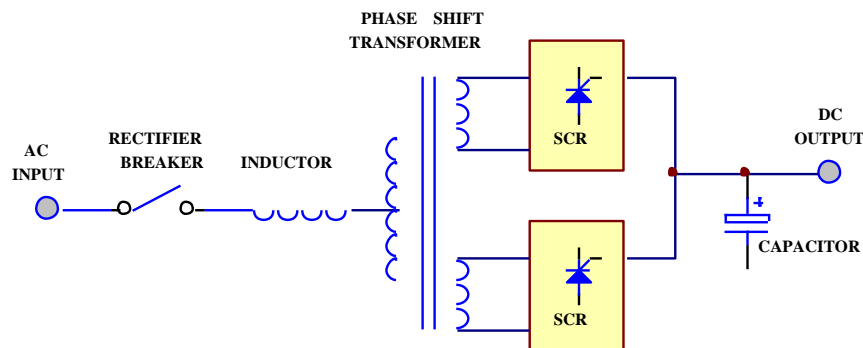 PHASE SHIFT
TRANSFORMER
AC
INPUT
RECTIFIER
BREAKER
INDUCTOR
SCR
DC
OUTPUT
+
CAPACITOR
SCR